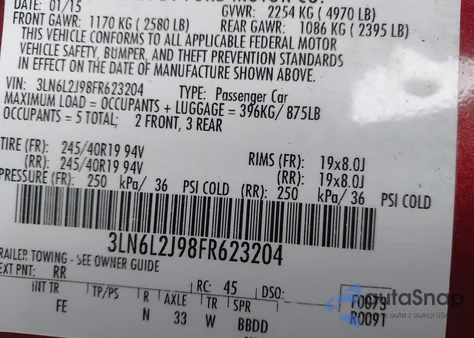 DATE: 01/15 GVWR: 2254 KG ( 4970 LB)
FRONT GAWR: 1170 KG ( 2580 LB) REAR GAWR: 1086 KG ( 2395 LB)
THIS VEHICLE CONFORMS TO ALL APPLICABLE FEDERAL MOTOR
VEHICLE SAFETY, BUMPER, AND THEFT PREVENTION STANDARDS
IN EFFECT ON THE DATE OF MANUFACTURE SHOWN ABOVE.
VIN: 3LN6L2J98FR623204 TYPE: Passenger Car
MAXIMUM LOAD = OCCUPANTS + LUGGAGE = 396KG/ 875LB
OCCUPANTS = 5 TOTAL; 2 FRONT, 3 REAR
TIRE (FR): 245/40R19 94V RIMS (FR): 19x8.0J
(RR): 245/40R19 94V (RR): 19x8.0J
PRESSURE (FR): 250 kPa/ 36 PSI COLD (RR): 250 kPa/ 36 PSI COLD
3LN6L2J98FR623204
RAILER TOWING - SEE OWNER GUIDE
EXT PNT: RR RC: 45 DSO: F0073
INT TR TP/PS R AXLE TR SPR R0091
FE N 33 W BBDD
autaSnap